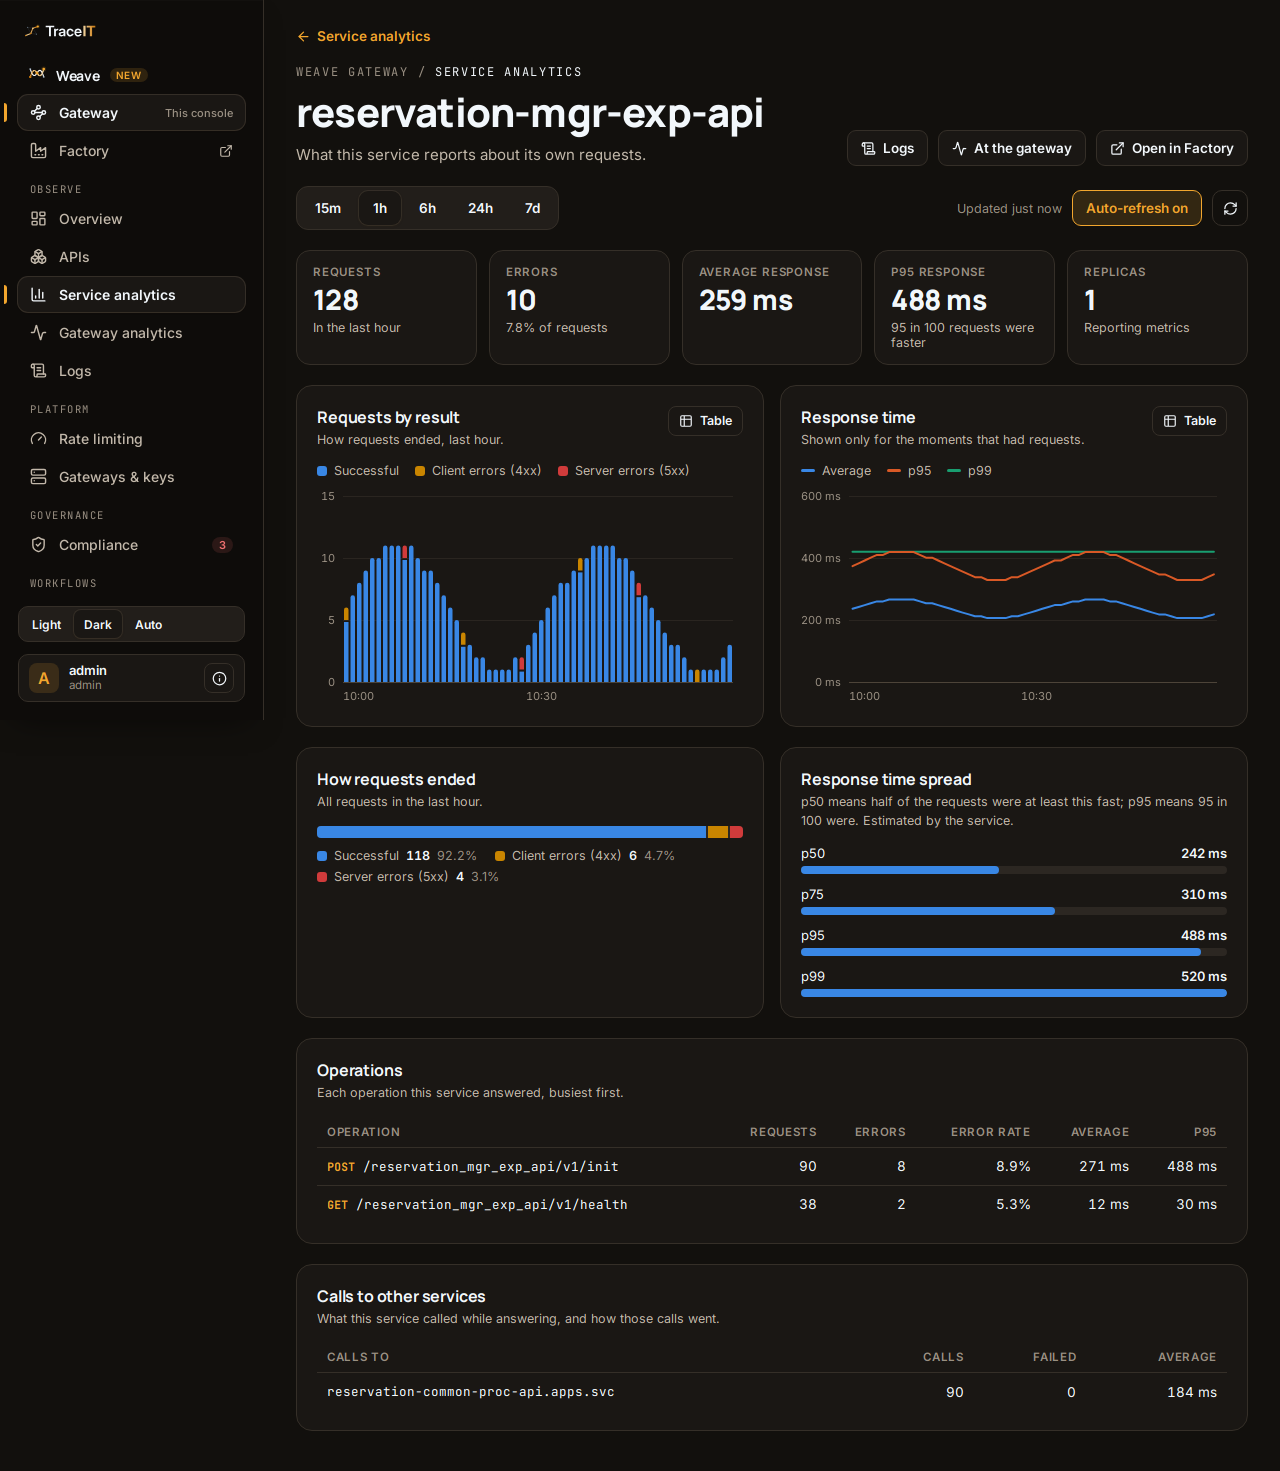 TraceIT
Weave NEW
Gateway This console
Factory
OBSERVE
Overview
APIs
Service analytics
Gateway analytics
Logs
PLATFORM
Rate limiting
Gateways & keys
GOVERNANCE
Compliance 3
WORKFLOWS
Light Dark Auto
A admin
admin
Service analytics
WEAVE GATEWAY / SERVICE ANALYTICS
reservation-mgr-exp-api
What this service reports about its own requests.
Logs At the gateway Open in Factory
15m 1h 6h 24h 7d
Updated just now Auto-refresh on
REQUESTS
128
In the last hour
ERRORS
10
7.8% of requests
AVERAGE RESPONSE
259 ms
P95 RESPONSE
488 ms
95 in 100 requests were
faster
REPLICAS
1
Reporting metrics
Requests by result
How requests ended, last hour.
Table
Successful Client errors (4xx) Server errors (5xx)
15
10
5
0
10:00 10:30
Response time
Shown only for the moments that had requests.
Table
Average p95 p99
600 ms
400 ms
200 ms
0 ms
10:00 10:30
How requests ended
All requests in the last hour.
Successful 118 92.2% Client errors (4xx) 6 4.7%
Server errors (5xx) 4 3.1%
Response time spread
p50 means half of the requests were at least this fast; p95 means 95 in
100 were. Estimated by the service.
p50 242 ms
p75 310 ms
p95 488 ms
p99 520 ms
Operations
Each operation this service answered, busiest first.
OPERATION REQUESTS ERRORS ERROR RATE AVERAGE P95
POST /reservation_mgr_exp_api/v1/init 90 8 8.9% 271 ms 488 ms
GET /reservation_mgr_exp_api/v1/health 38 2 5.3% 12 ms 30 ms
Calls to other services
What this service called while answering, and how those calls went.
CALLS TO CALLS FAILED AVERAGE
reservation-common-proc-api.apps.svc 90 0 184 ms